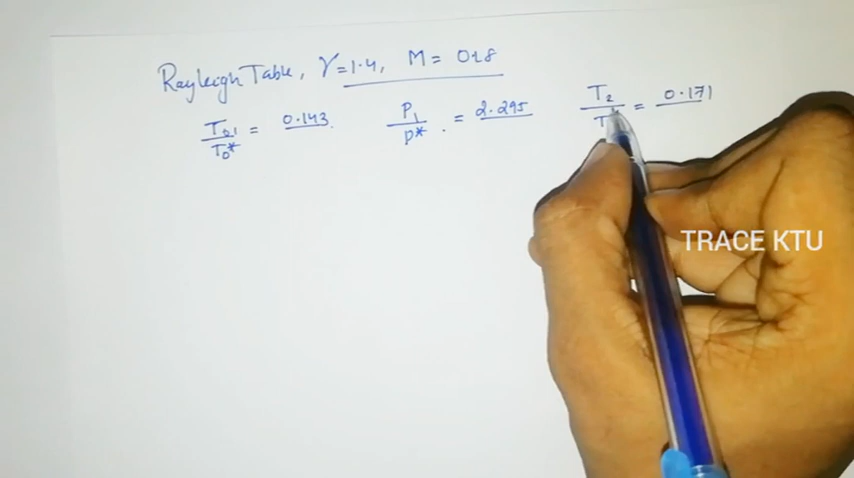 Rayleigh Table, γ = 1.4, M = 0.18
T01/T0* = 0.143 P1/P* = 2.295 T2/T = 0.171
TRACE KTU